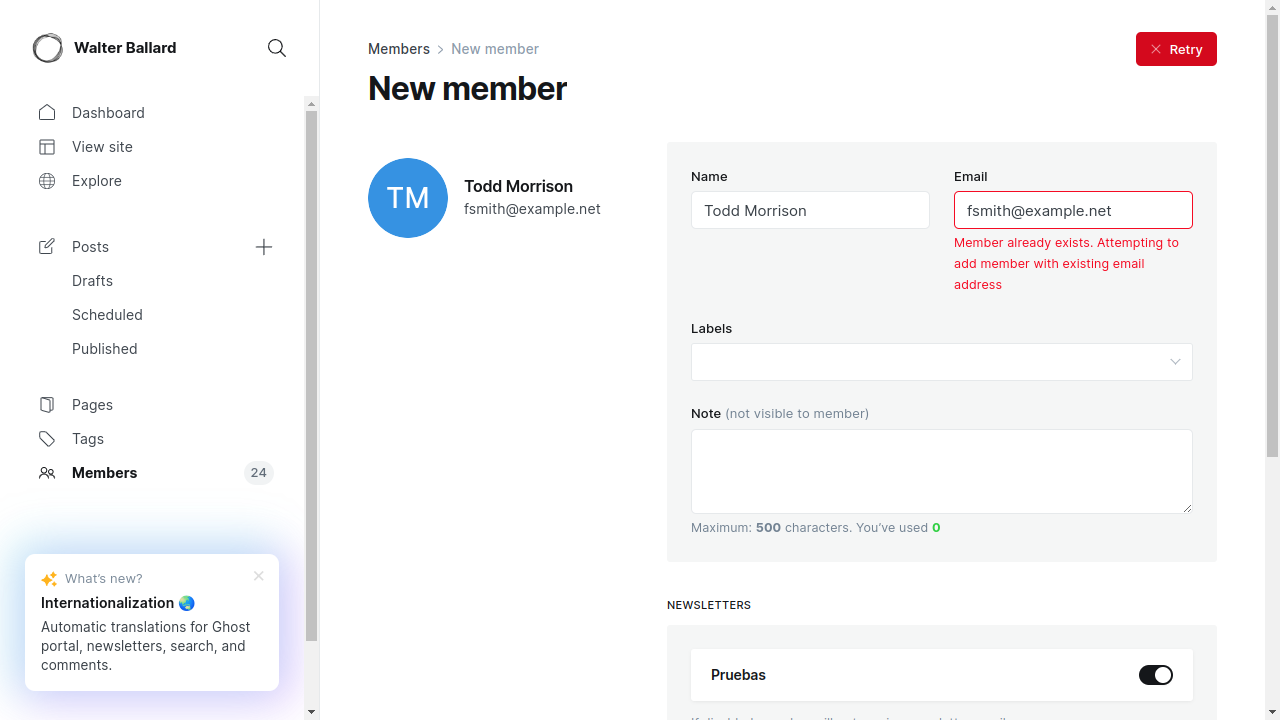 Walter Ballard
Dashboard
View site
Explore
Posts
Drafts
Scheduled
Published
Pages
Tags
Members
24
What's new?
Internationalization 🌏
Automatic translations for Ghost
portal, newsletters, search, and
comments.
Members
New member
Retry
New member
TM
Todd Morrison
fsmith@example.net
Name
Todd Morrison
Email
fsmith@example.net
Member already exists. Attempting to
add member with existing email
address
Labels
Note (not visible to member)
Maximum: 500 characters. You've used 0
NEWSLETTERS
Pruebas